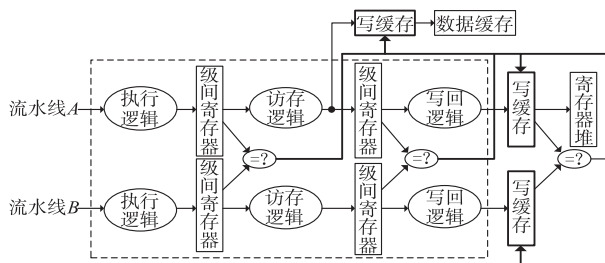 写缓存
数据缓存
流水线A
执行逻辑
级间寄存器
访存逻辑
级间寄存器
写回逻辑
写缓存
寄存器堆
=?
=?
=?
流水线B
执行逻辑
级间寄存器
访存逻辑
级间寄存器
写回逻辑
写缓存